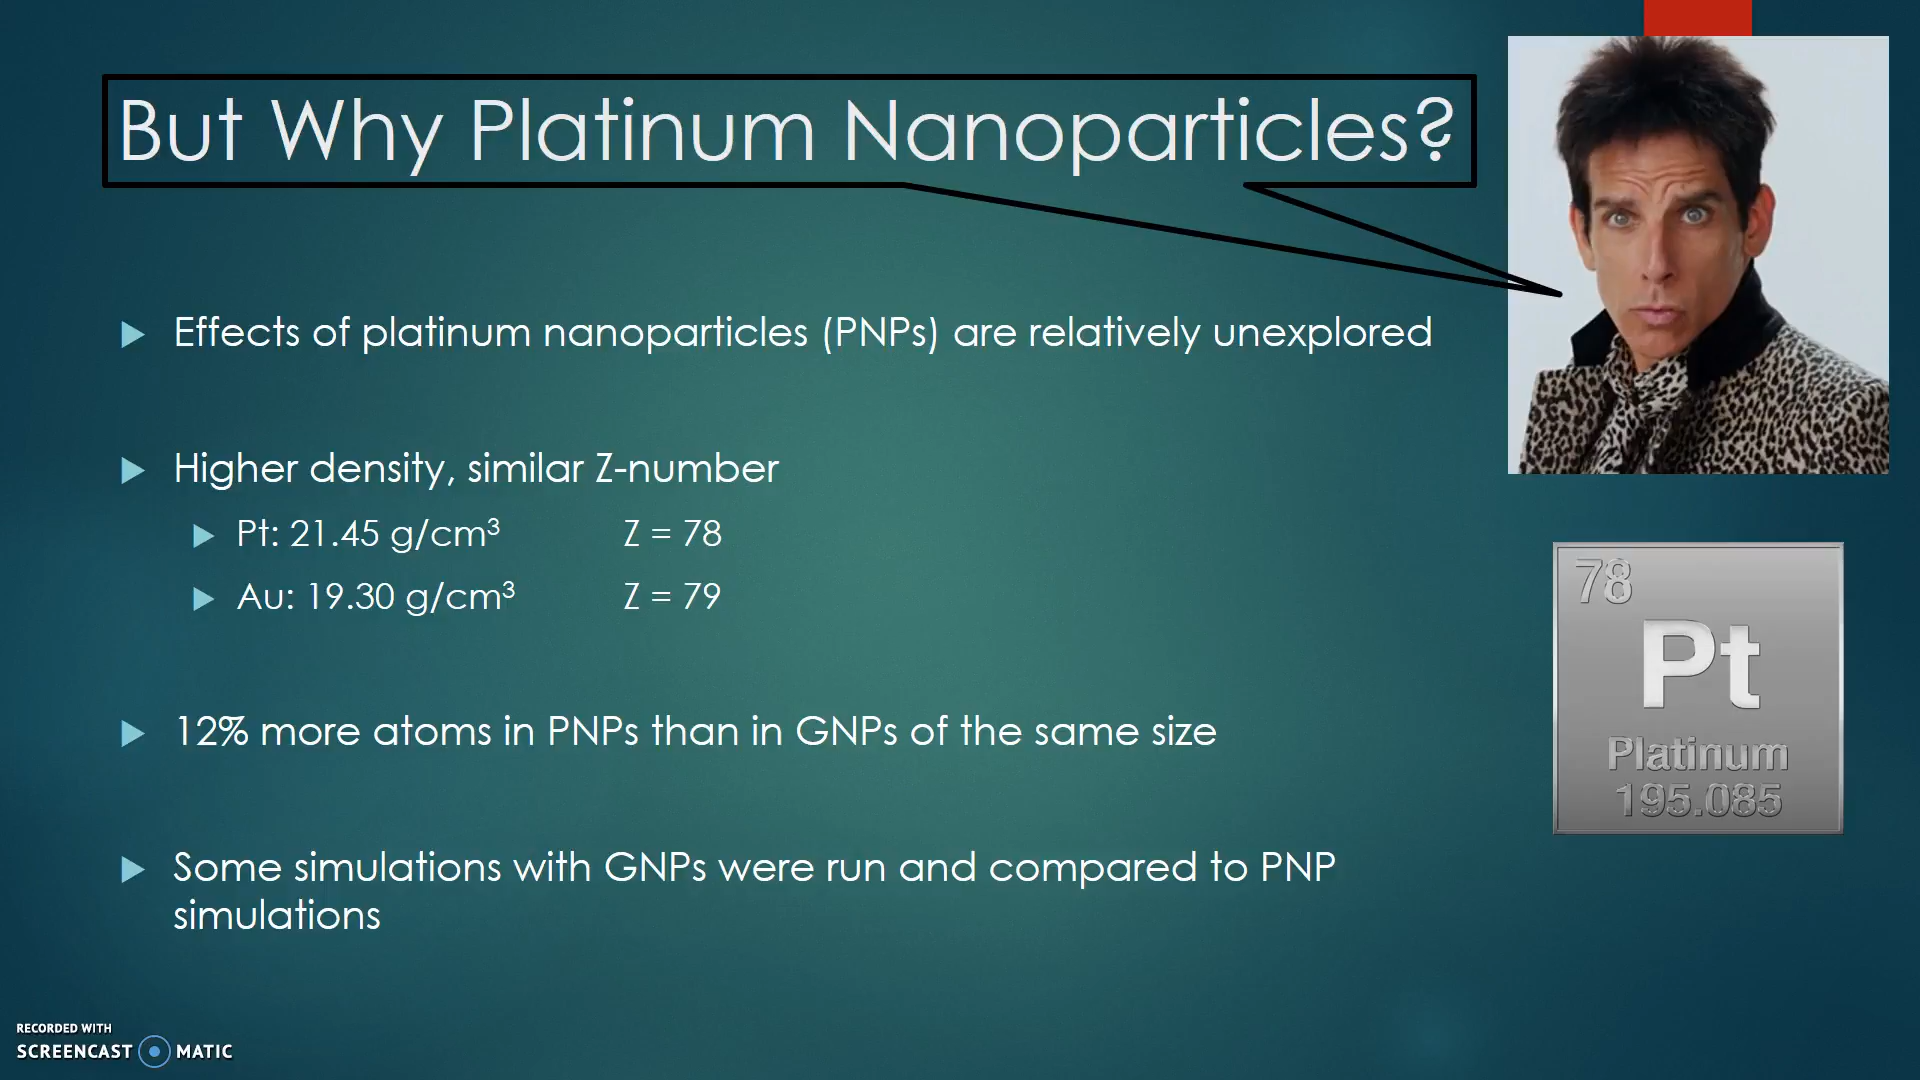 But Why Platinum Nanoparticles?
Effects of platinum nanoparticles (PNPs) are relatively unexplored
Higher density, similar Z-number
Pt: 21.45 g/cm³ Z = 78
Au: 19.30 g/cm³ Z = 79
12% more atoms in PNPs than in GNPs of the same size
Some simulations with GNPs were run and compared to PNP
simulations
78
Pt
Platinum
195.085
RECORDED WITH
SCREENCAST MATIC